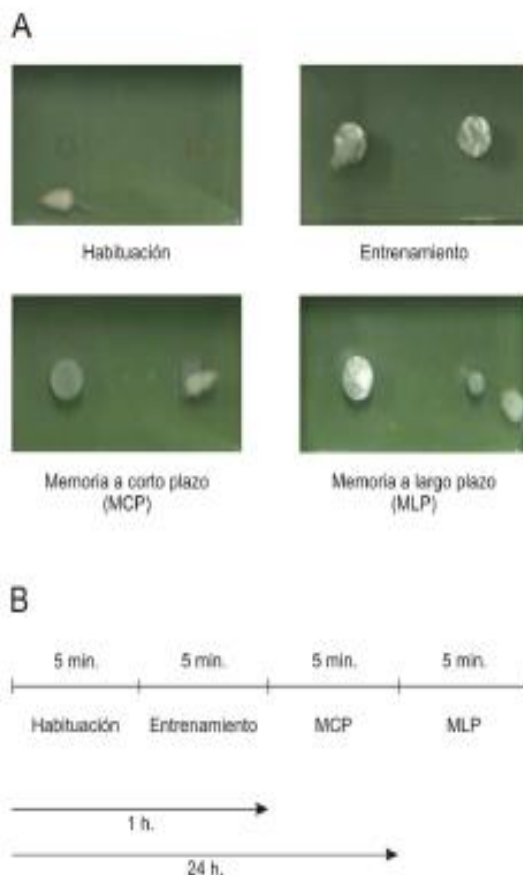 A
Habituación
Entrenamiento
Memoria a corto plazo
(MCP)
Memoria a largo plazo
(MLP)
B
5 min.
5 min.
5 min.
5 min.
Habituación
Entrenamiento
MCP
MLP
1 h.
24 h.